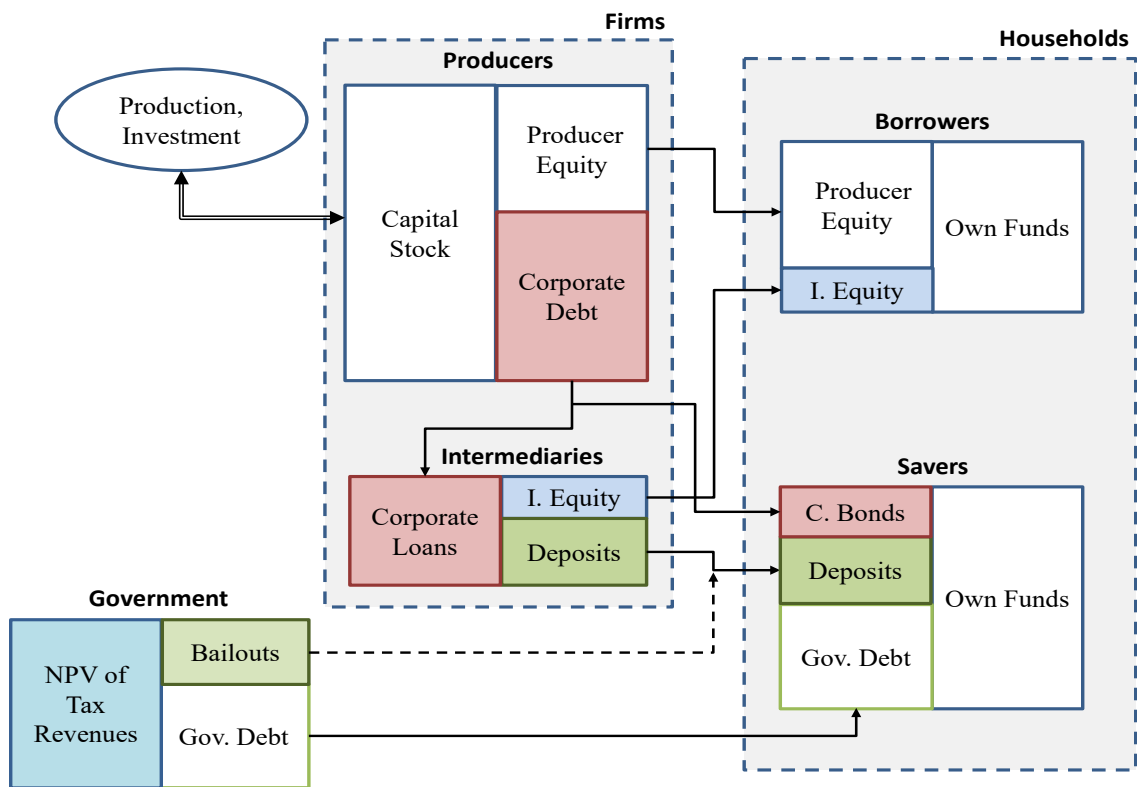 Firms
Households
Producers
Production,
Investment
Capital
Stock
Producer
Equity
Corporate
Debt
Borrowers
Producer
Equity
I. Equity
Own Funds
Intermediaries
Corporate
Loans
I. Equity
Deposits
Savers
C. Bonds
Deposits
Gov. Debt
Own Funds
Government
NPV of
Tax
Revenues
Bailouts
Gov. Debt